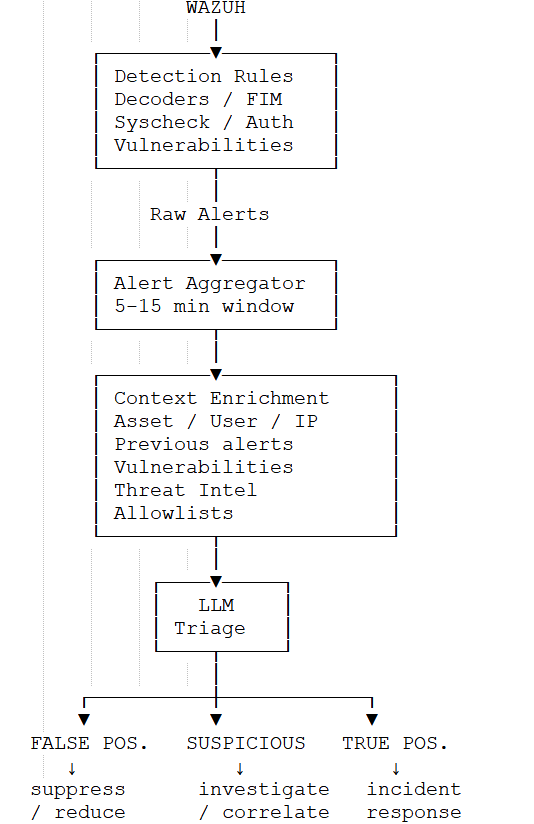 WAZUH
Detection Rules
Decoders / FIM
Syscheck / Auth
Vulnerabilities
Raw Alerts
Alert Aggregator
5-15 min window
Context Enrichment
Asset / User / IP
Previous alerts
Vulnerabilities
Threat Intel
Allowlists
LLM
Triage
FALSE POS. SUSPICIOUS TRUE POS.
↓ ↓ ↓
suppress investigate incident
/ reduce / correlate response